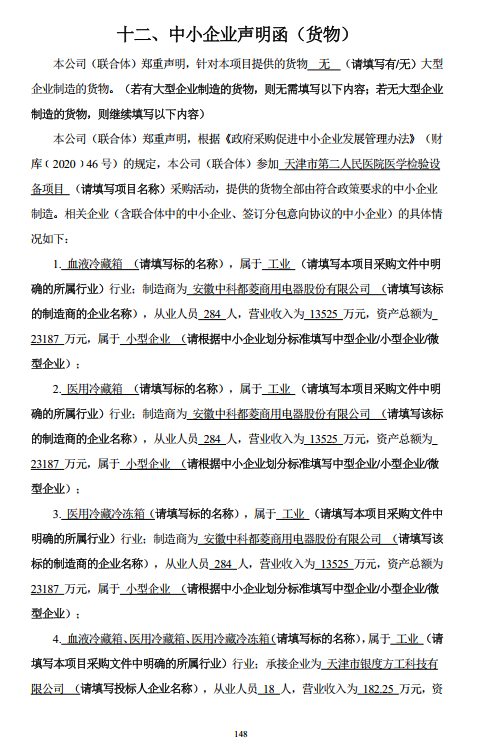 十二、中小企业声明函（货物）
本公司（联合体）郑重声明，针对本项目提供的货物 无 （请填写有/无）大型
企业制造的货物。（若有大型企业制造的货物，则无需填写以下内容；若无大型企业
制造的货物，则继续填写以下内容）
本公司（联合体）郑重声明，根据《政府采购促进中小企业发展管理办法》（财
库﹝2020﹞46 号）的规定，本公司（联合体）参加 天津市第二人民医院医学检验设
备项目 （请填写项目名称）采购活动，提供的货物全部由符合政策要求的中小企业
制造。相关企业（含联合体中的中小企业、签订分包意向协议的中小企业）的具体情
况如下：
1. 血液冷藏箱 （请填写标的名称），属于 工业 （请填写本项目采购文件中明
确的所属行业）行业；制造商为 安徽中科都菱商用电器股份有限公司 （请填写该标
的制造商的企业名称），从业人员 284 人，营业收入为 13525 万元，资产总额为
23187 万元，属于 小型企业 （请根据中小企业划分标准填写中型企业/小型企业/微
型企业）；
2. 医用冷藏箱 （请填写标的名称），属于 工业 （请填写本项目采购文件中明
确的所属行业）行业；制造商为 安徽中科都菱商用电器股份有限公司 （请填写该标
的制造商的企业名称），从业人员 284 人，营业收入为 13525 万元，资产总额为
23187 万元，属于 小型企业 （请根据中小企业划分标准填写中型企业/小型企业/微
型企业）；
3. 医用冷藏冷冻箱（请填写标的名称），属于 工业 （请填写本项目采购文件中
明确的所属行业）行业；制造商为 安徽中科都菱商用电器股份有限公司 （请填写该
标的制造商的企业名称），从业人员 284 人，营业收入为 13525 万元，资产总额为
23187 万元，属于 小型企业 （请根据中小企业划分标准填写中型企业/小型企业/微
型企业）；
4. 血液冷藏箱、医用冷藏箱、医用冷藏冷冻箱（请填写标的名称），属于 工业 （请
填写本项目采购文件中明确的所属行业）行业；承接企业为 天津市银度方工科技有
限公司 （请填写投标人企业名称），从业人员 18 人，营业收入为 182.25 万元，资
148